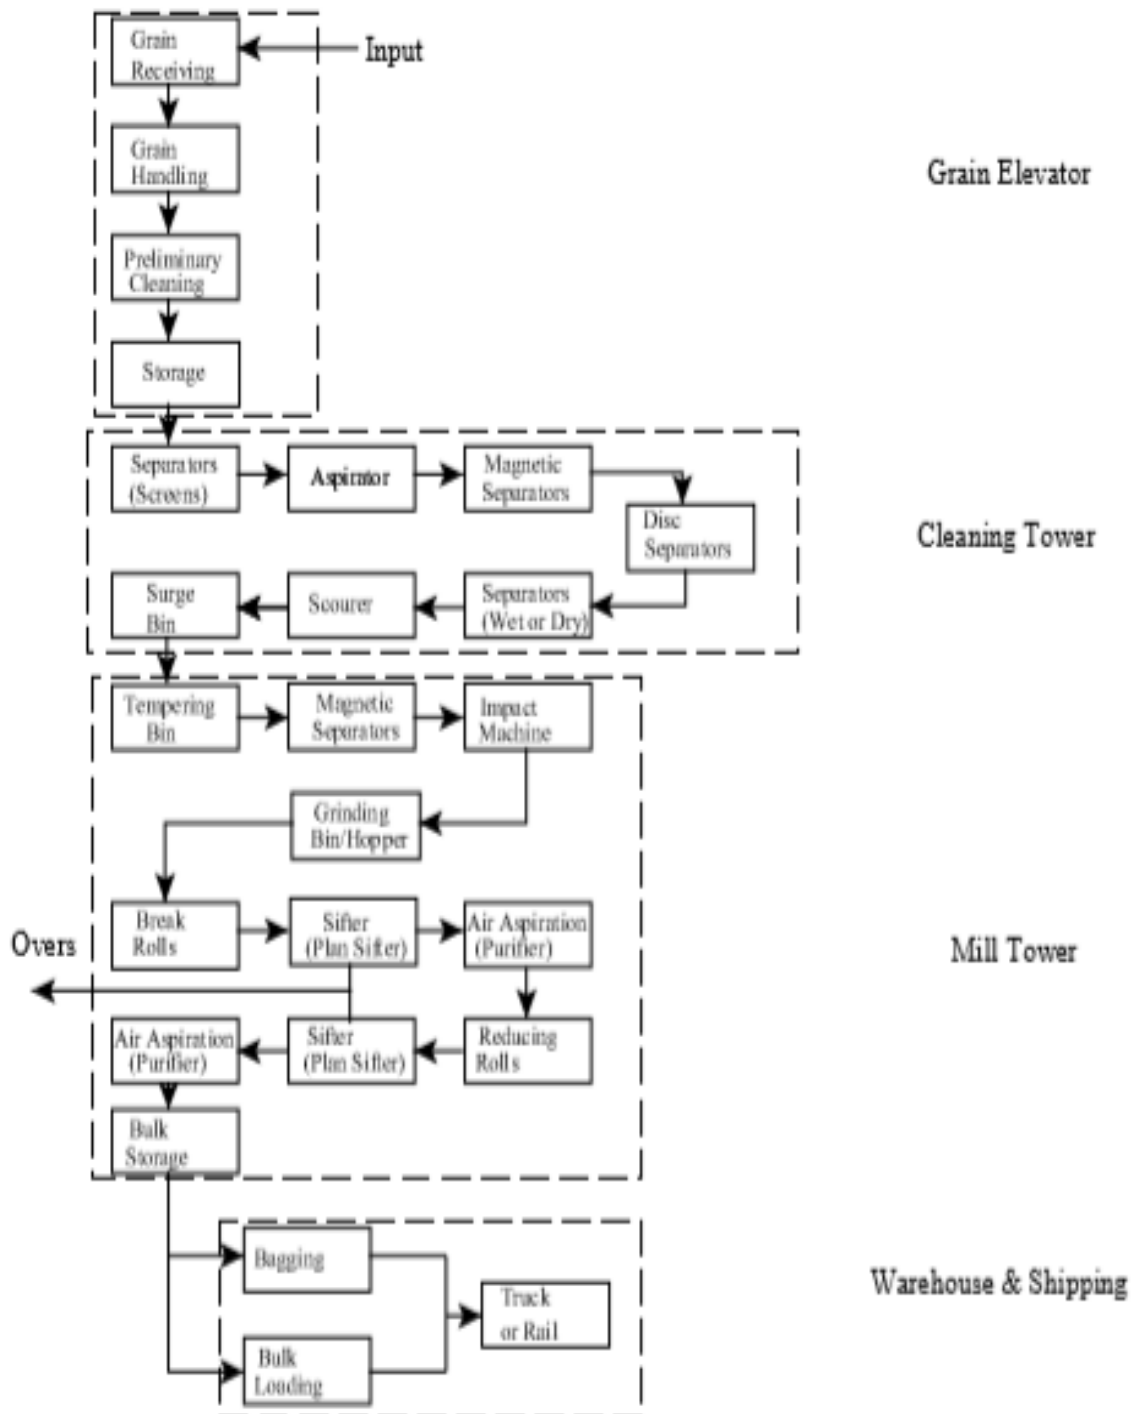 Grain
Receiving
Input
Grain
Handling
Grain Elevator
Preliminary
Cleaning
Storage
Separators
(Screens)
Aspirator
Magnetic
Separators
Disc
Separators
Cleaning Tower
Surge
Bin
Scourer
Separators
(Wet or Dry)
Tempering
Bin
Magnetic
Separators
Impact
Machine
Grinding
Bin/Hopper
Break
Rolls
Sifter
(Plan Sifter)
Air Aspiration
(Purifier)
Overs
Mill Tower
Air Aspiration
(Purifier)
Sifter
(Plan Sifter)
Reducing
Rolls
Bulk
Storage
Bagging
Truck
or Rail
Warehouse & Shipping
Bulk
Loading